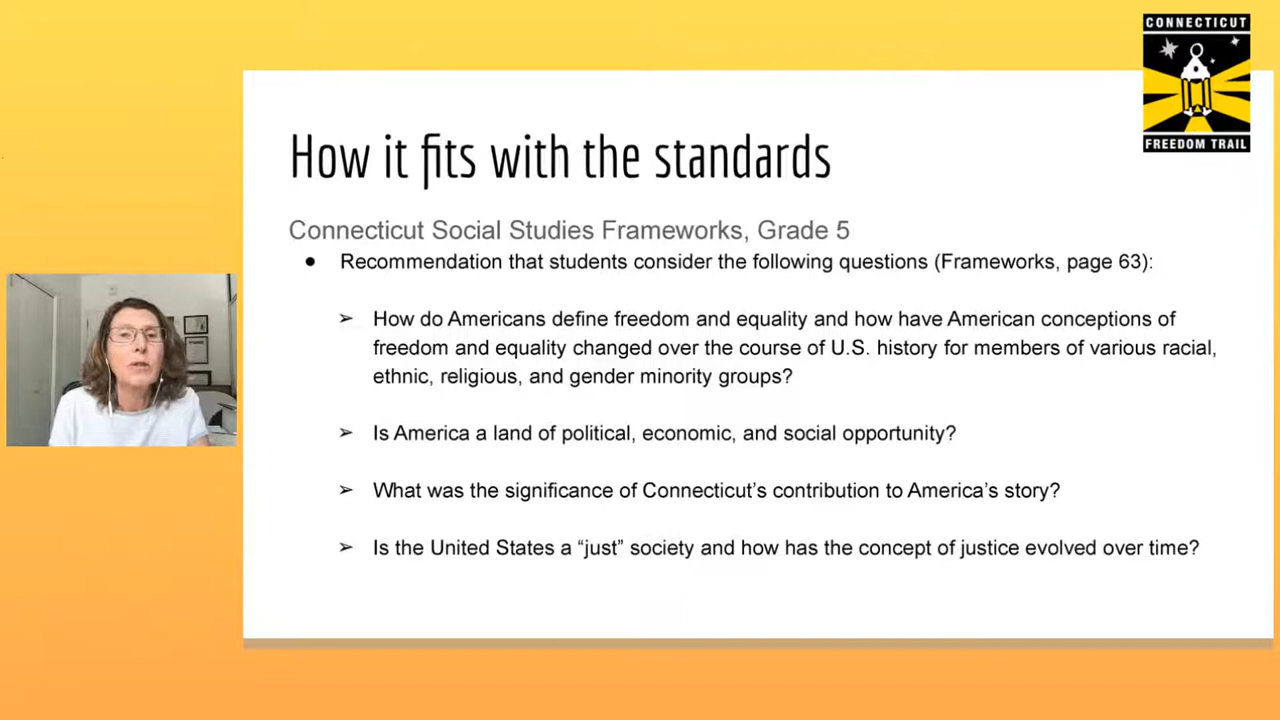 CONNECTICUT
FREEDOM TRAIL
How it fits with the standards
Connecticut Social Studies Frameworks, Grade 5
● Recommendation that students consider the following questions (Frameworks, page 63):
➢ How do Americans define freedom and equality and how have American conceptions of
freedom and equality changed over the course of U.S. history for members of various racial,
ethnic, religious, and gender minority groups?
➢ Is America a land of political, economic, and social opportunity?
➢ What was the significance of Connecticut’s contribution to America’s story?
➢ Is the United States a “just” society and how has the concept of justice evolved over time?